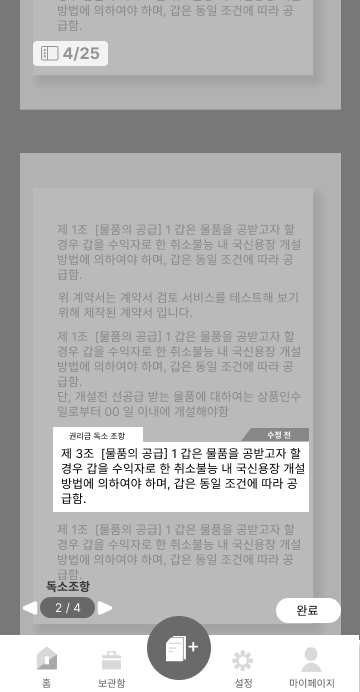 방법에 의하여야 하며, 갑은 동일 조건에 따라 공
급함.
4/25
제 1조 [물품의 공급] 1 갑은 물품을 공받고자 할
경우 갑을 수익자로 한 취소불능 내 국신용장 개설
방법에 의하여야 하며, 갑은 동일 조건에 따라 공
급함.
위 계약서는 계약서 검토 서비스를 테스트해 보기
위해 제작된 계약서 입니다.
제 1조 [물품의 공급] 1 갑은 물품을 공받고자 할
경우 갑을 수익자로 한 취소불능 내 국신용장 개설
방법에 의하여야 하며, 갑은 동일 조건에 따라 공
급함.
단, 개설전 선공급 받는 물품에 대하여는 상품인수
일로부터 00 일 이내에 개설해야함
권리금 독소 조항
수정 전
제 3조 [물품의 공급] 1 갑은 물품을 공받고자 할
경우 갑을 수익자로 한 취소불능 내 국신용장 개설
방법에 의하여야 하며, 갑은 동일 조건에 따라 공
급함.
제 1조 [물품의 공급] 1 갑은 물품을 공받고자 할
경우 갑을 수익자로 한 취소불능 내 국신용장 개설
방법에 의하여야 하며, 갑은 동일 조건에 따라 공
급함.
독소조항
2 / 4
완료
홈
보관함
설정
마이페이지